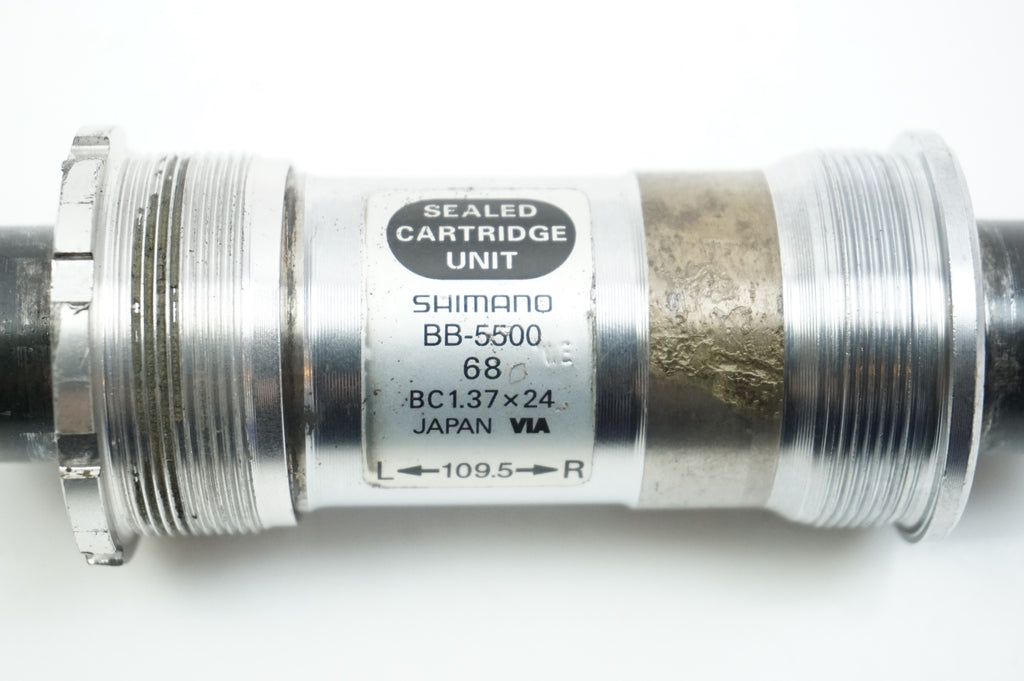 SEALED
CARTRIDGE
UNIT
SHIMANO
BB-5500
68
BC1.37×24
JAPAN VIA
L ←109.5→ R